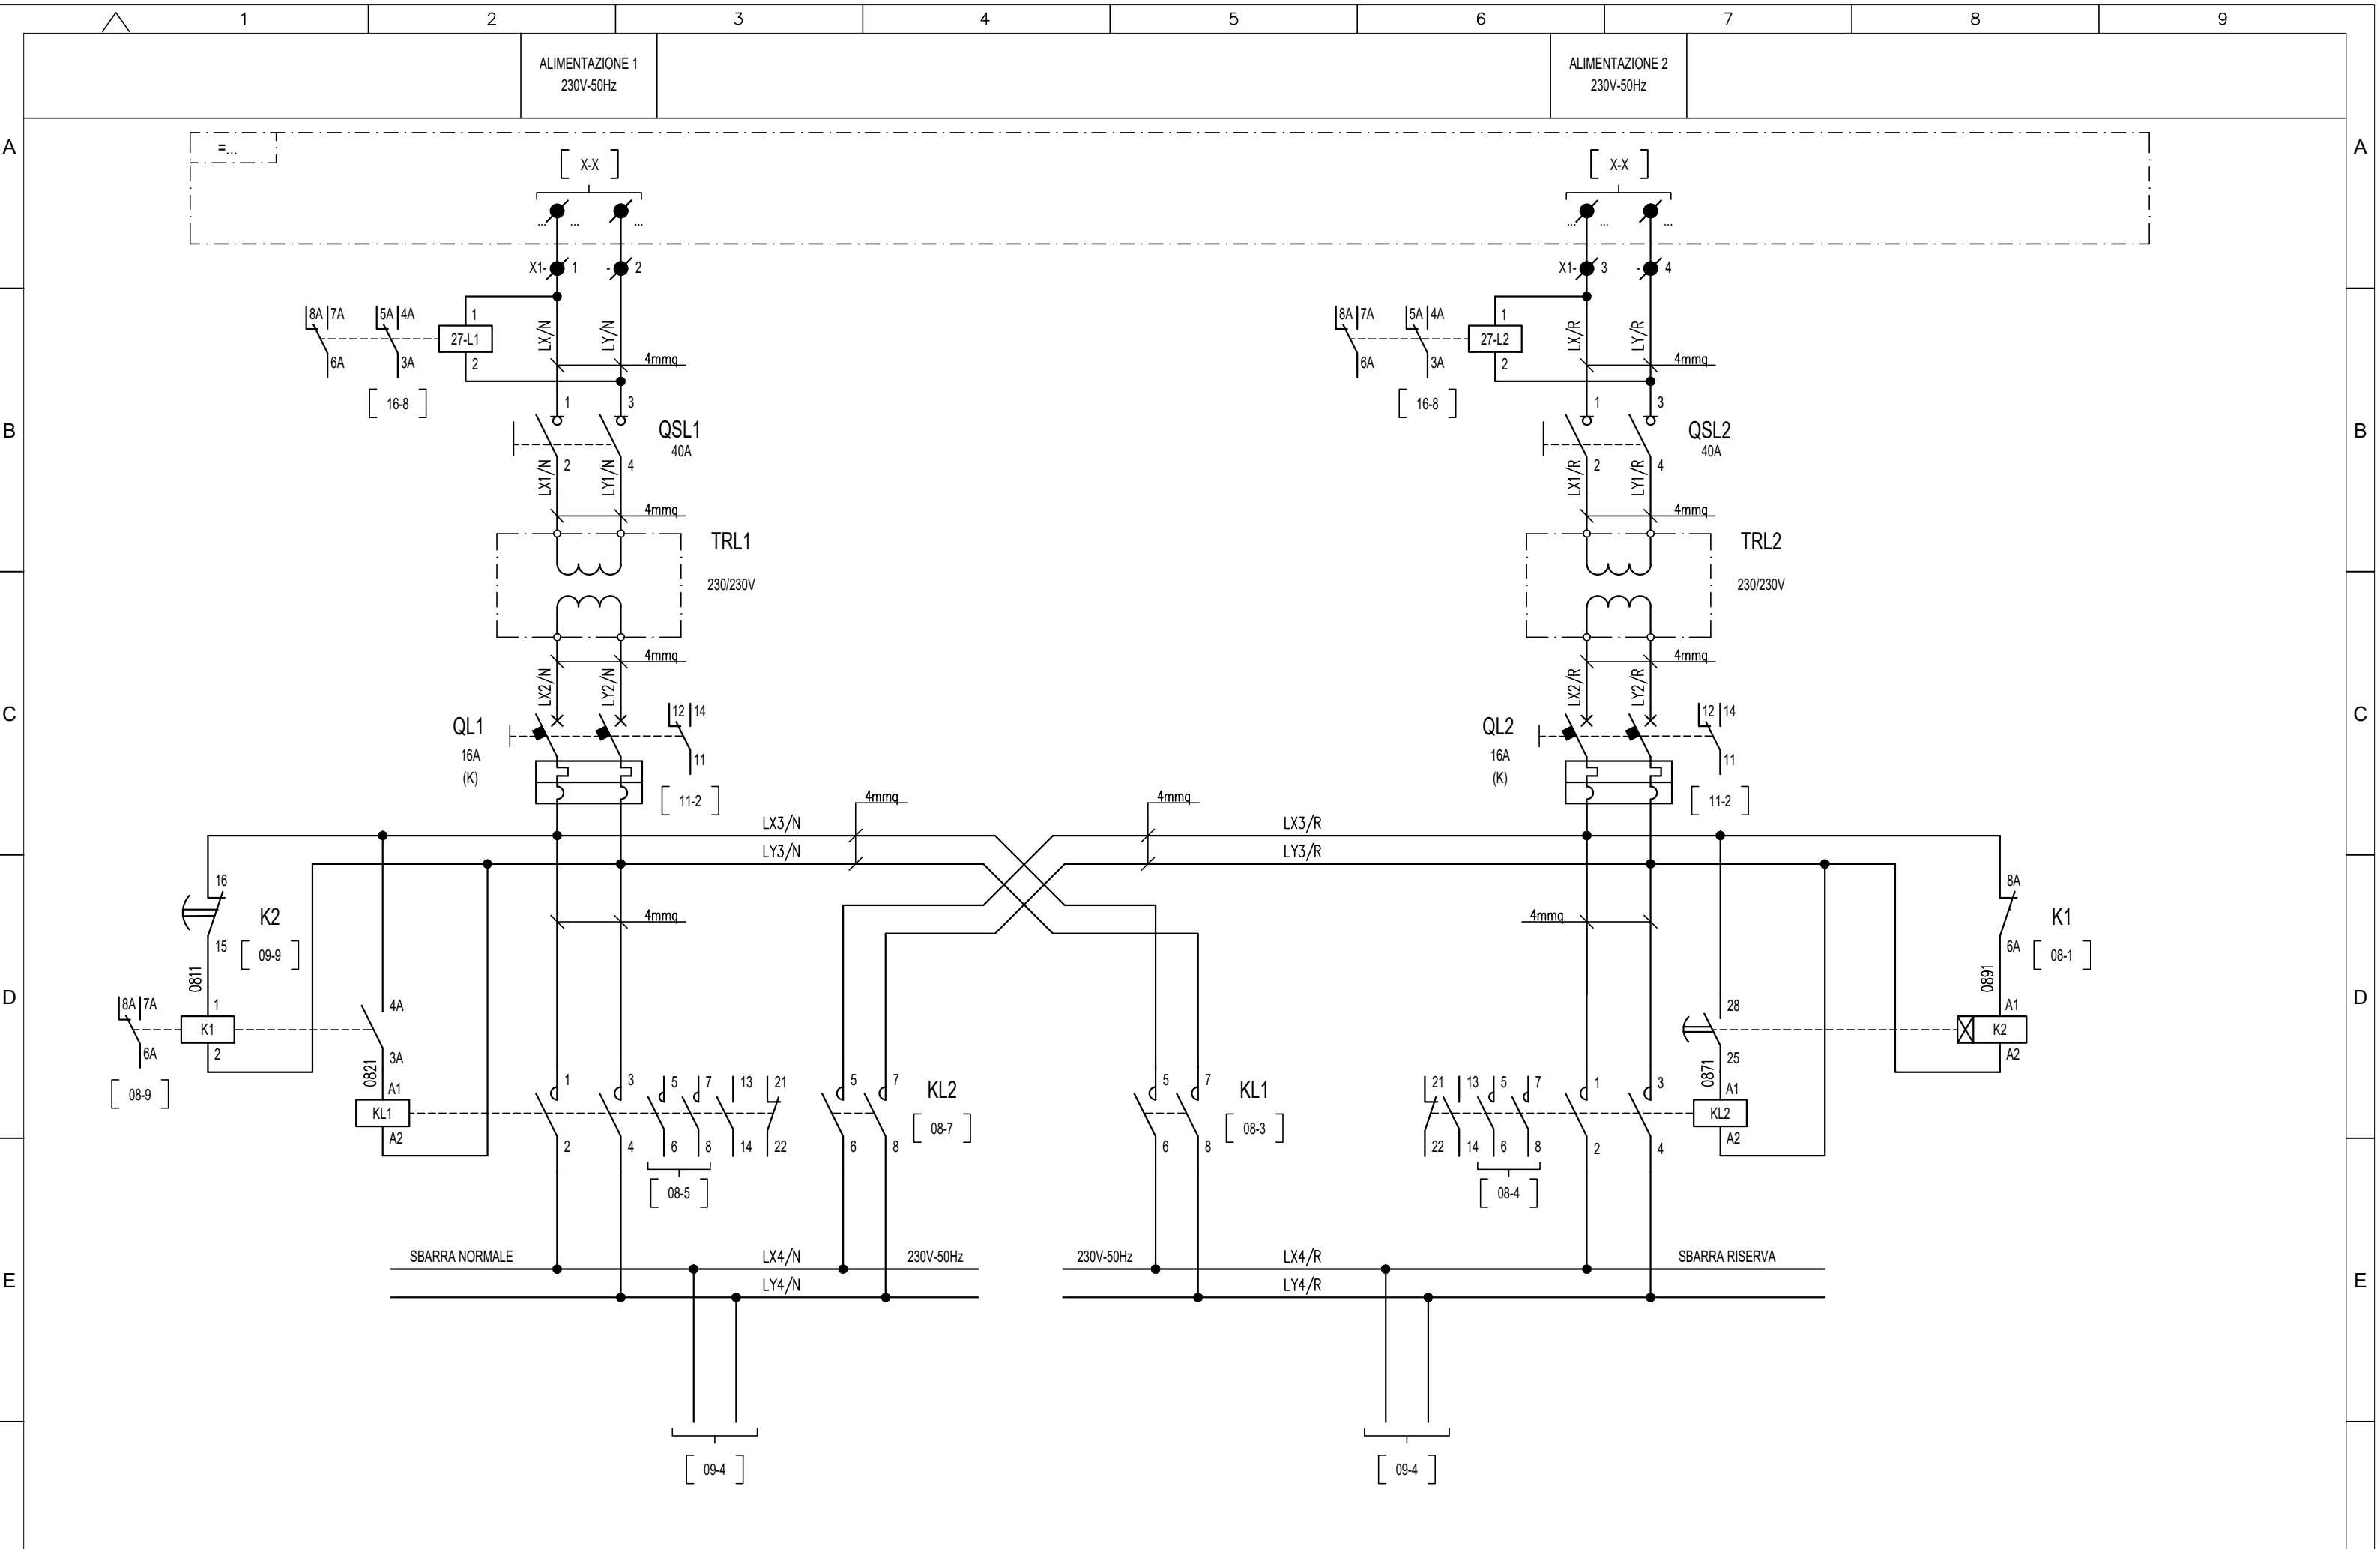 1 2 3 4 5 6 7 8 9
ALIMENTAZIONE 1
230V-50Hz
ALIMENTAZIONE 2
230V-50Hz
A
=...
X-X
X-X
A
... ... ...
... ... ...
X1- 1 - 2
X1- 3 - 4
8A 7A 5A 4A 1
27-L1
6A 3A 2
16-8
LX/N LY/N
4mmq
8A 7A 5A 4A 1
27-L2
6A 3A 2
16-8
LX/R LY/R
4mmq
B
1 3
QSL1
40A
2 4
LX1/N LY1/N
4mmq
1 3
QSL2
40A
2 4
LX1/R LY1/R
4mmq
B
TRL1
230/230V
4mmq
LX2/N LY2/N
TRL2
230/230V
4mmq
LX2/R LY2/R
C
QL1
16A
(K)
12 14
11
11-2
QL2
16A
(K)
12 14
11
11-2
C
4mmq
4mmq
LX3/N
LX3/R
LY3/N
LY3/R
16
K2
15
09-9
0811
4mmq
4mmq
8A
K1
6A
08-1
0891
D
8A 7A
1
K1
2
6A
08-9
4A
3A
0821
A1
KL1
A2
1 3 5 7 13 21
2 4 6 8 14 22
08-5
5 7
KL2
08-7
6 8
5 7
KL1
08-3
6 8
21 13 5 7 1 3
22 14 6 8 2 4
08-4
28
25
0871
A1
KL2
A2
A1
K2
A2
D
E
SBARRA NORMALE
LX4/N
230V-50Hz
230V-50Hz
LX4/R
SBARRA RISERVA
LY4/N
LY4/R
E
09-4
09-4